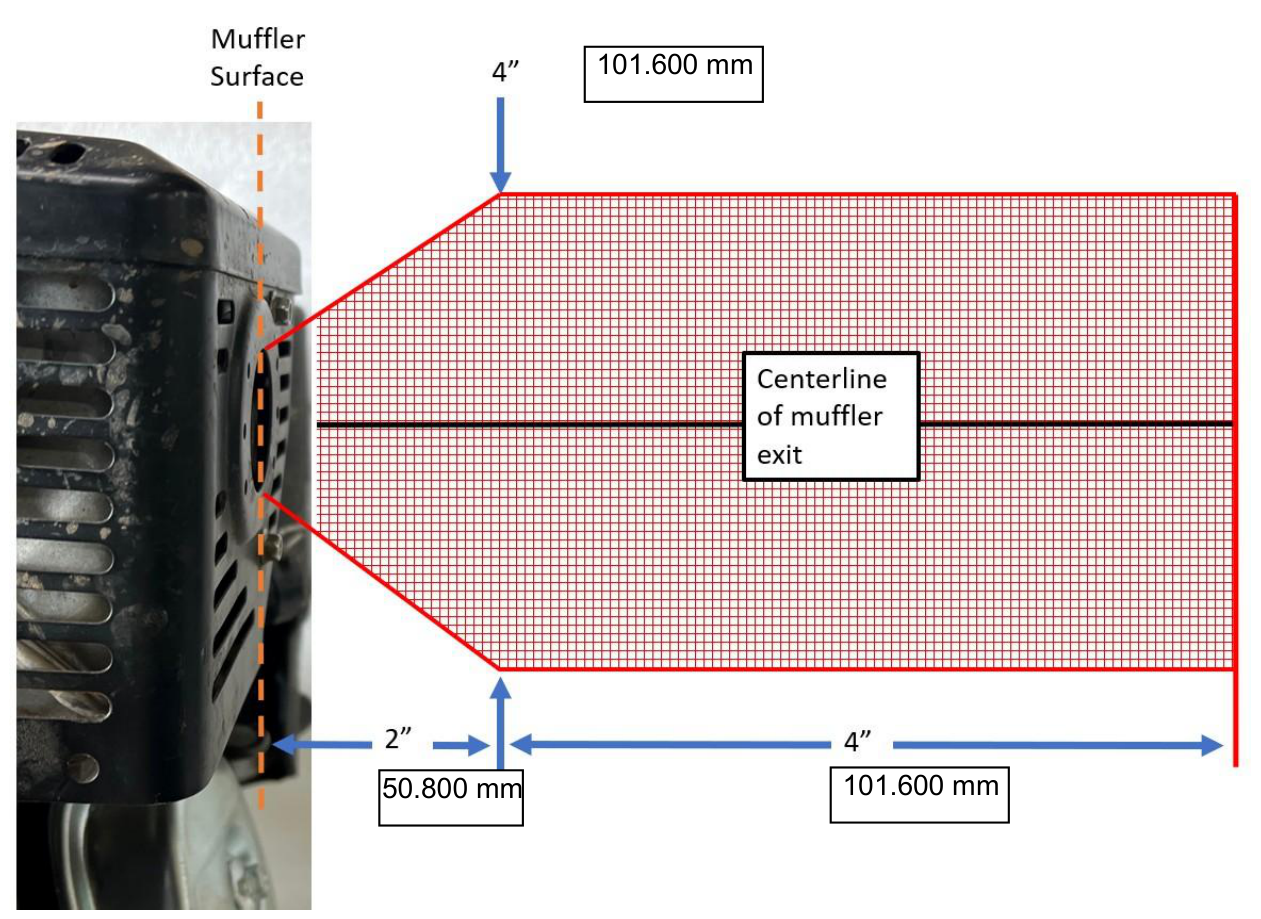 Muffler
Surface
4”
101.600 mm
Centerline
of muffler
exit
2”
4”
50.800 mm
101.600 mm